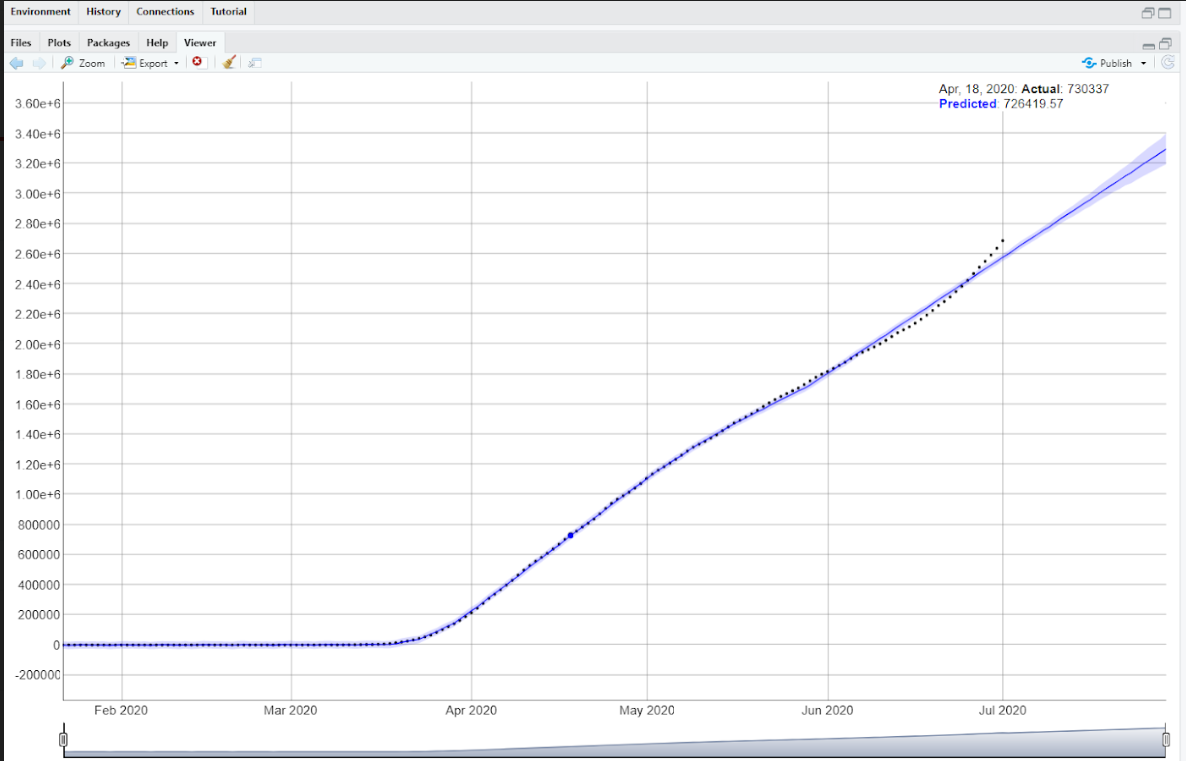 Environment History Connections Tutorial
Files Plots Packages Help Viewer
Zoom Export Publish
Apr, 18, 2020: Actual: 730337
Predicted: 726419.57
3.60e+6
3.40e+6
3.20e+6
3.00e+6
2.80e+6
2.60e+6
2.40e+6
2.20e+6
2.00e+6
1.80e+6
1.60e+6
1.40e+6
1.20e+6
1.00e+6
800000
600000
400000
200000
0
-200000
Feb 2020 Mar 2020 Apr 2020 May 2020 Jun 2020 Jul 2020